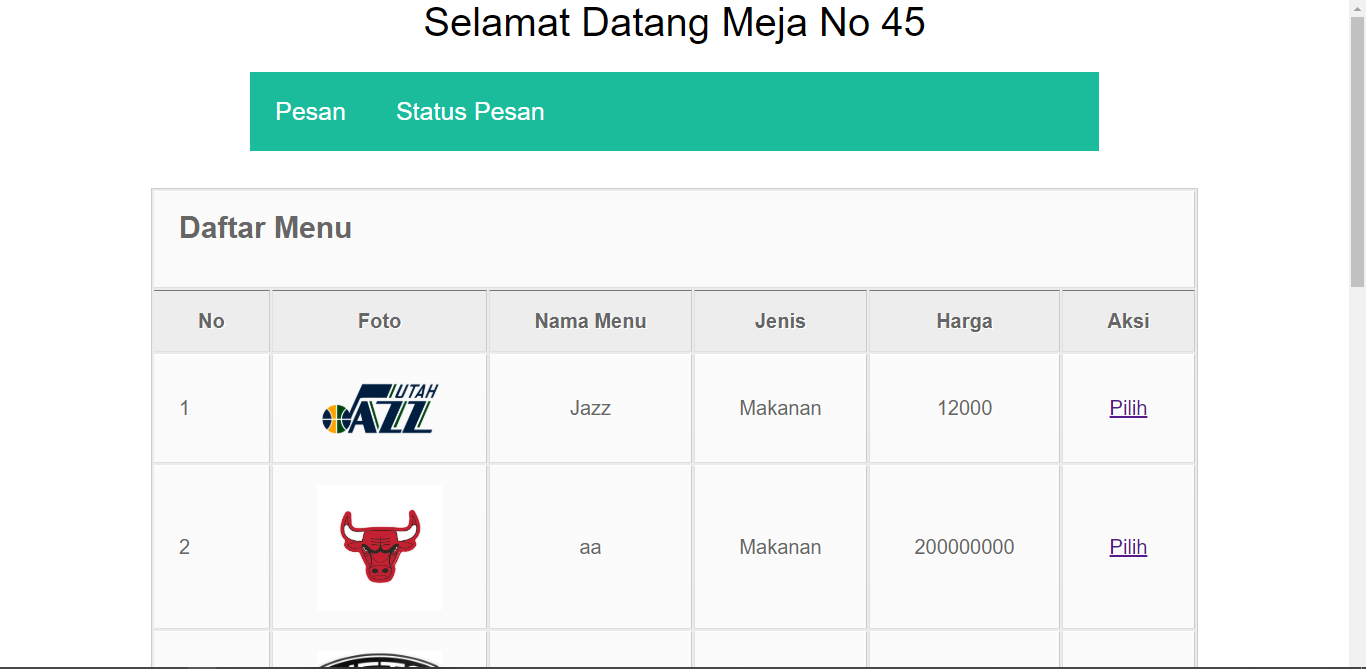 Selamat Datang Meja No 45
Pesan Status Pesan
Daftar Menu
No Foto Nama Menu Jenis Harga Aksi
1 UTAH JAZZ Jazz Makanan 12000 Pilih
2 aa Makanan 200000000 Pilih